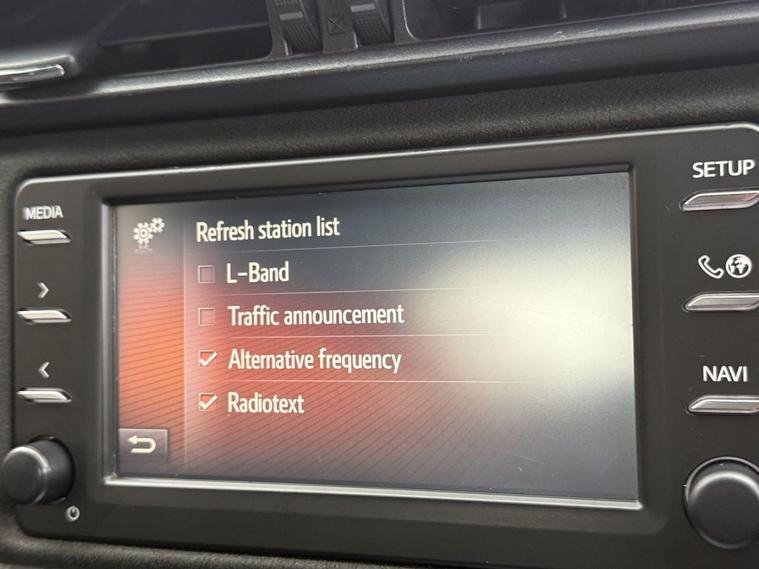 MEDIA
SETUP
NAVI
Refresh station list
L-Band
Traffic announcement
Alternative frequency
Radiotext